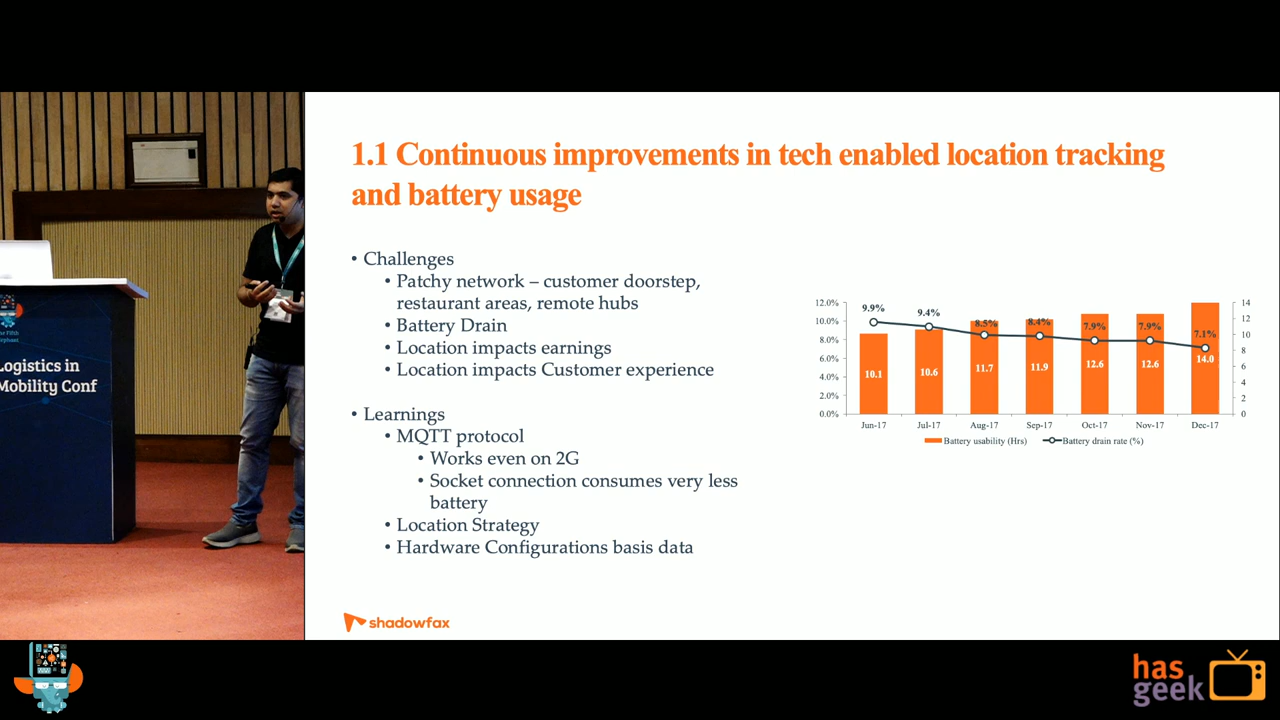 1.1 Continuous improvements in tech enabled location tracking
and battery usage
• Challenges
• Patchy network – customer doorstep,
restaurant areas, remote hubs
• Battery Drain
• Location impacts earnings
• Location impacts Customer experience
• Learnings
• MQTT protocol
• Works even on 2G
• Socket connection consumes very less
battery
• Location Strategy
• Hardware Configurations basis data
12.0%
10.0%
8.0%
6.0%
4.0%
2.0%
0.0%
9.9%
9.4%
8.5%
8.4%
7.9%
7.9%
7.1%
10.1
10.6
11.7
11.9
12.6
12.6
14.0
14
12
10
8
6
4
2
0
Jun-17
Jul-17
Aug-17
Sep-17
Oct-17
Nov-17
Dec-17
Battery usability (Hrs)
Battery drain rate (%)
shadowfax
Logistics in
Mobility Conf
has
geek